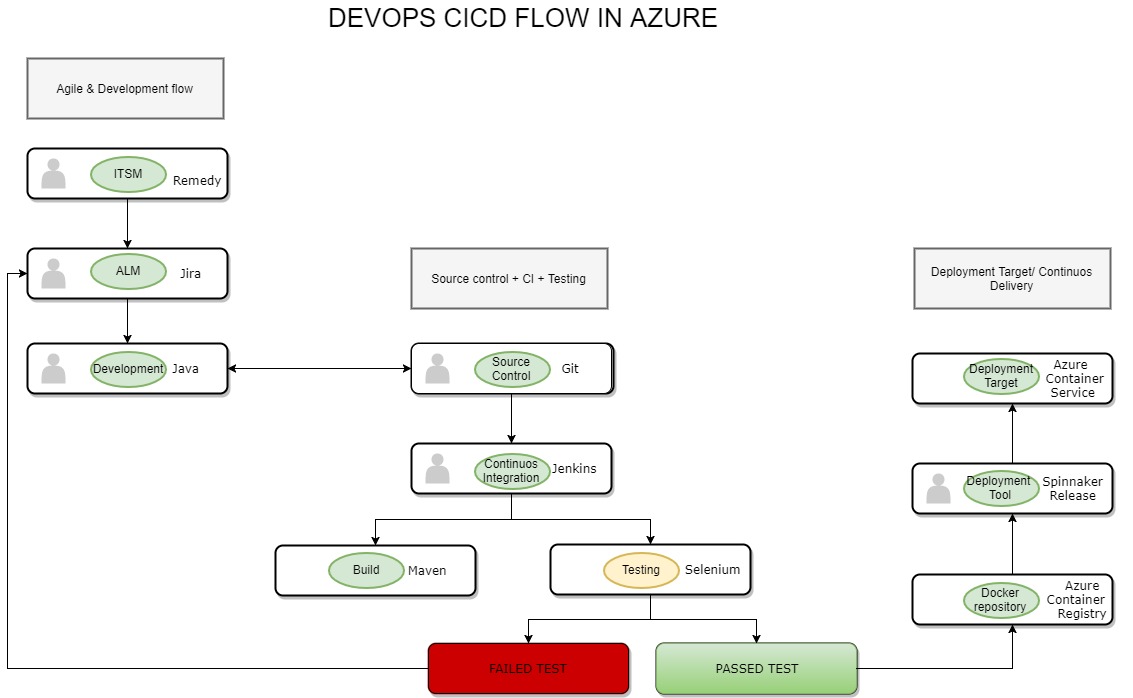 DEVOPS CICD FLOW IN AZURE
Agile & Development flow
ITSM
Remedy
ALM
Jira
Development
Java
Source control + CI + Testing
Source
Control
Git
Continuos
Integration
Jenkins
Build
Maven
Testing
Selenium
FAILED TEST
PASSED TEST
Deployment Target/ Continuos
Delivery
Deployment
Target
Azure
Container
Service
Deployment
Tool
Spinnaker
Release
Docker
repository
Azure
Container
Registry